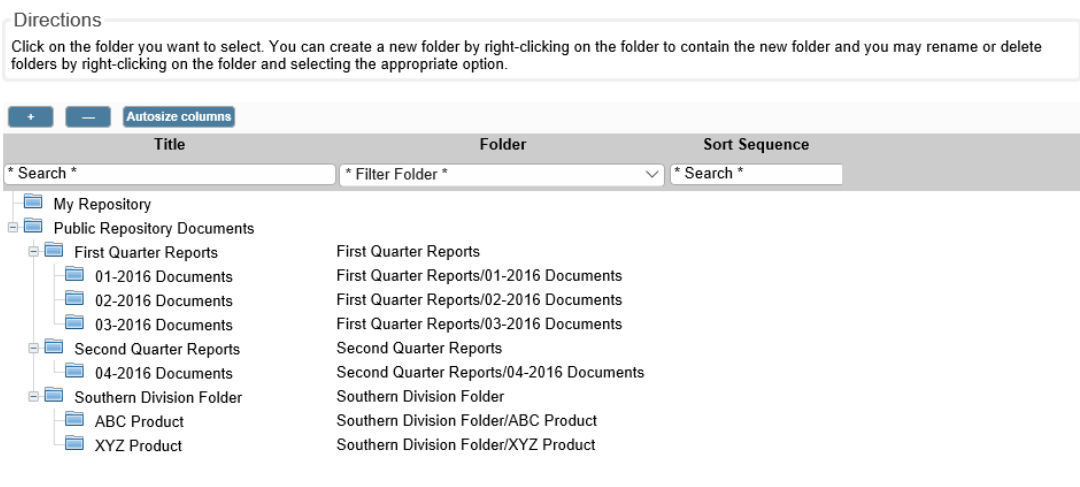 Directions
Click on the folder you want to select. You can create a new folder by right-clicking on the folder to contain the new folder and you may rename or delete
folders by right-clicking on the folder and selecting the appropriate option.
+ — Autosize columns
Title Folder Sort Sequence
* Search * * Filter Folder * * Search *
My Repository
Public Repository Documents
First Quarter Reports First Quarter Reports
01-2016 Documents First Quarter Reports/01-2016 Documents
02-2016 Documents First Quarter Reports/02-2016 Documents
03-2016 Documents First Quarter Reports/03-2016 Documents
Second Quarter Reports Second Quarter Reports
04-2016 Documents Second Quarter Reports/04-2016 Documents
Southern Division Folder Southern Division Folder
ABC Product Southern Division Folder/ABC Product
XYZ Product Southern Division Folder/XYZ Product